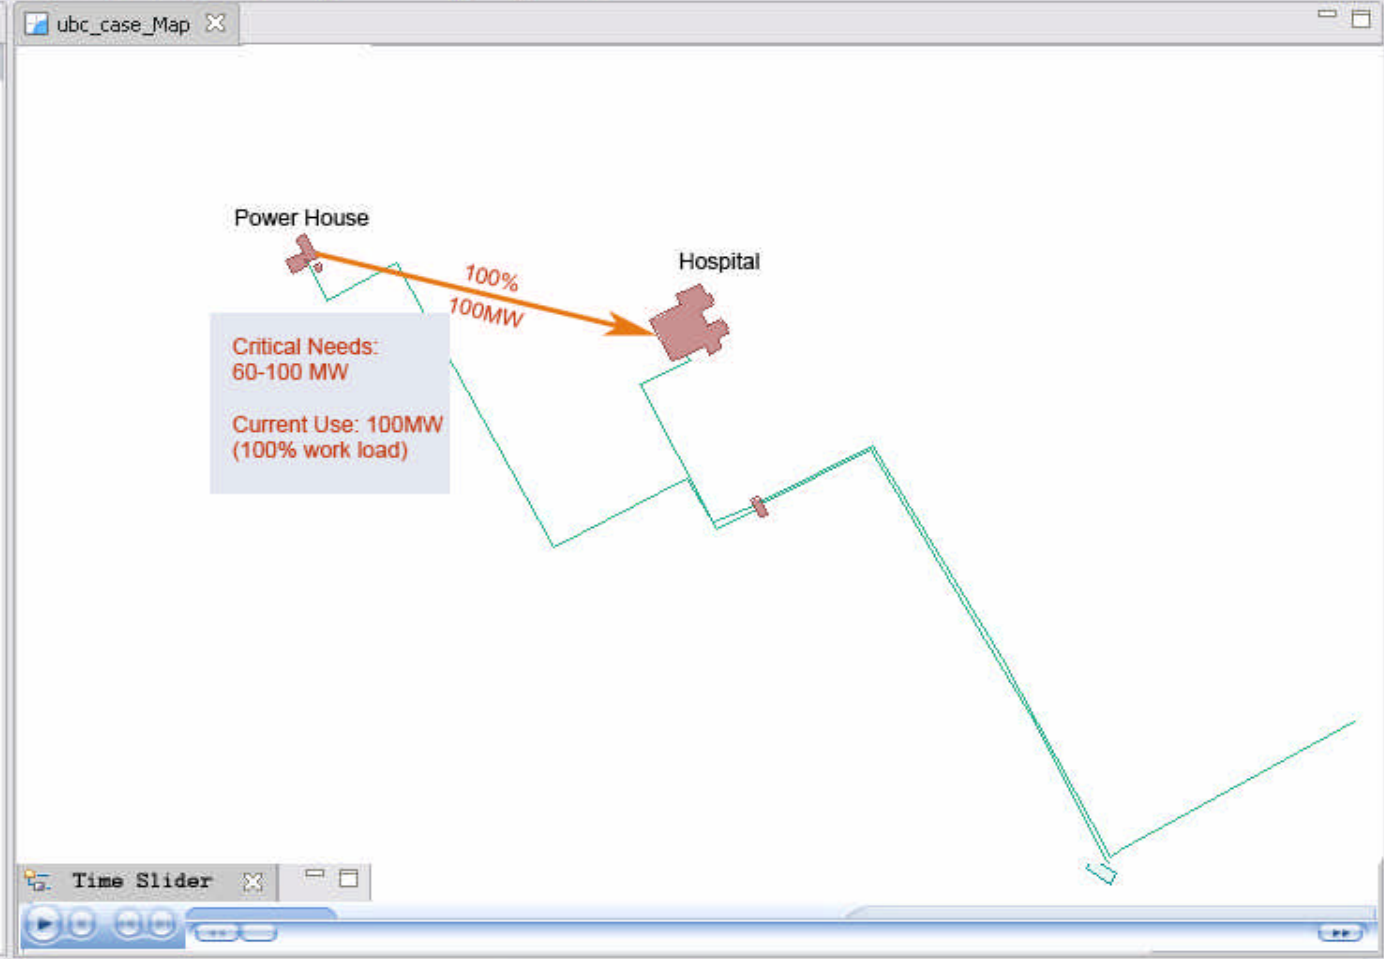 ubc_case_Map
Power House
Hospital
100%
100MW
Critical Needs:
60-100 MW
Current Use: 100MW
(100% work load)
Time Slider